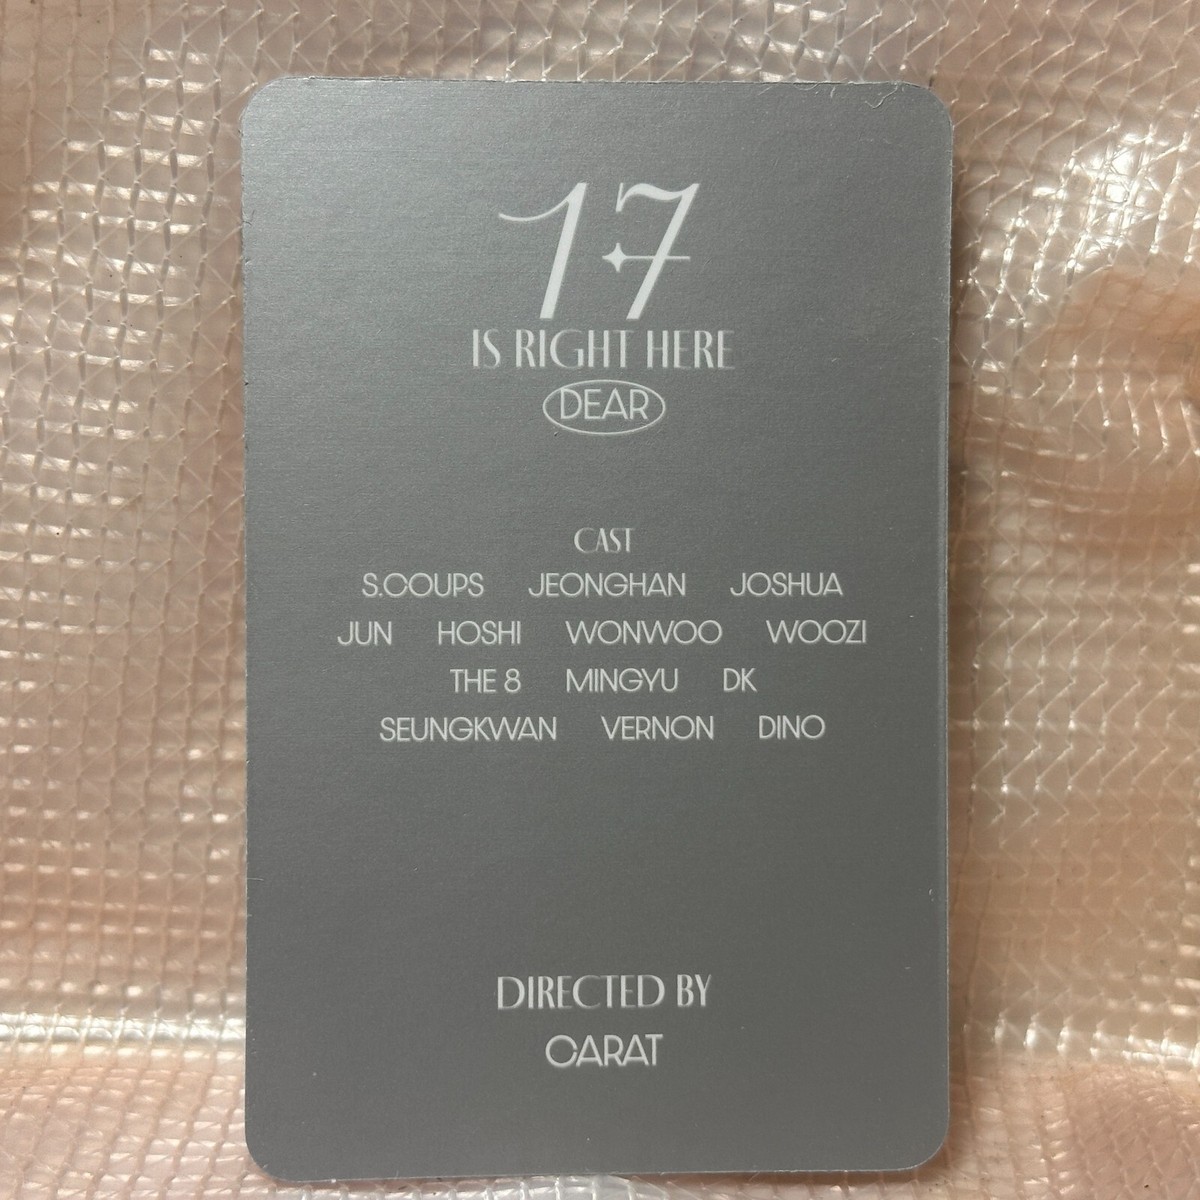 17
IS RIGHT HERE
DEAR
CAST
S.COUPS JEONGHAN JOSHUA
JUN HOSHI WONWOO WOOZI
THE 8 MINGYU DK
SEUNGKWAN VERNON DINO
DIRECTED BY
CARAT